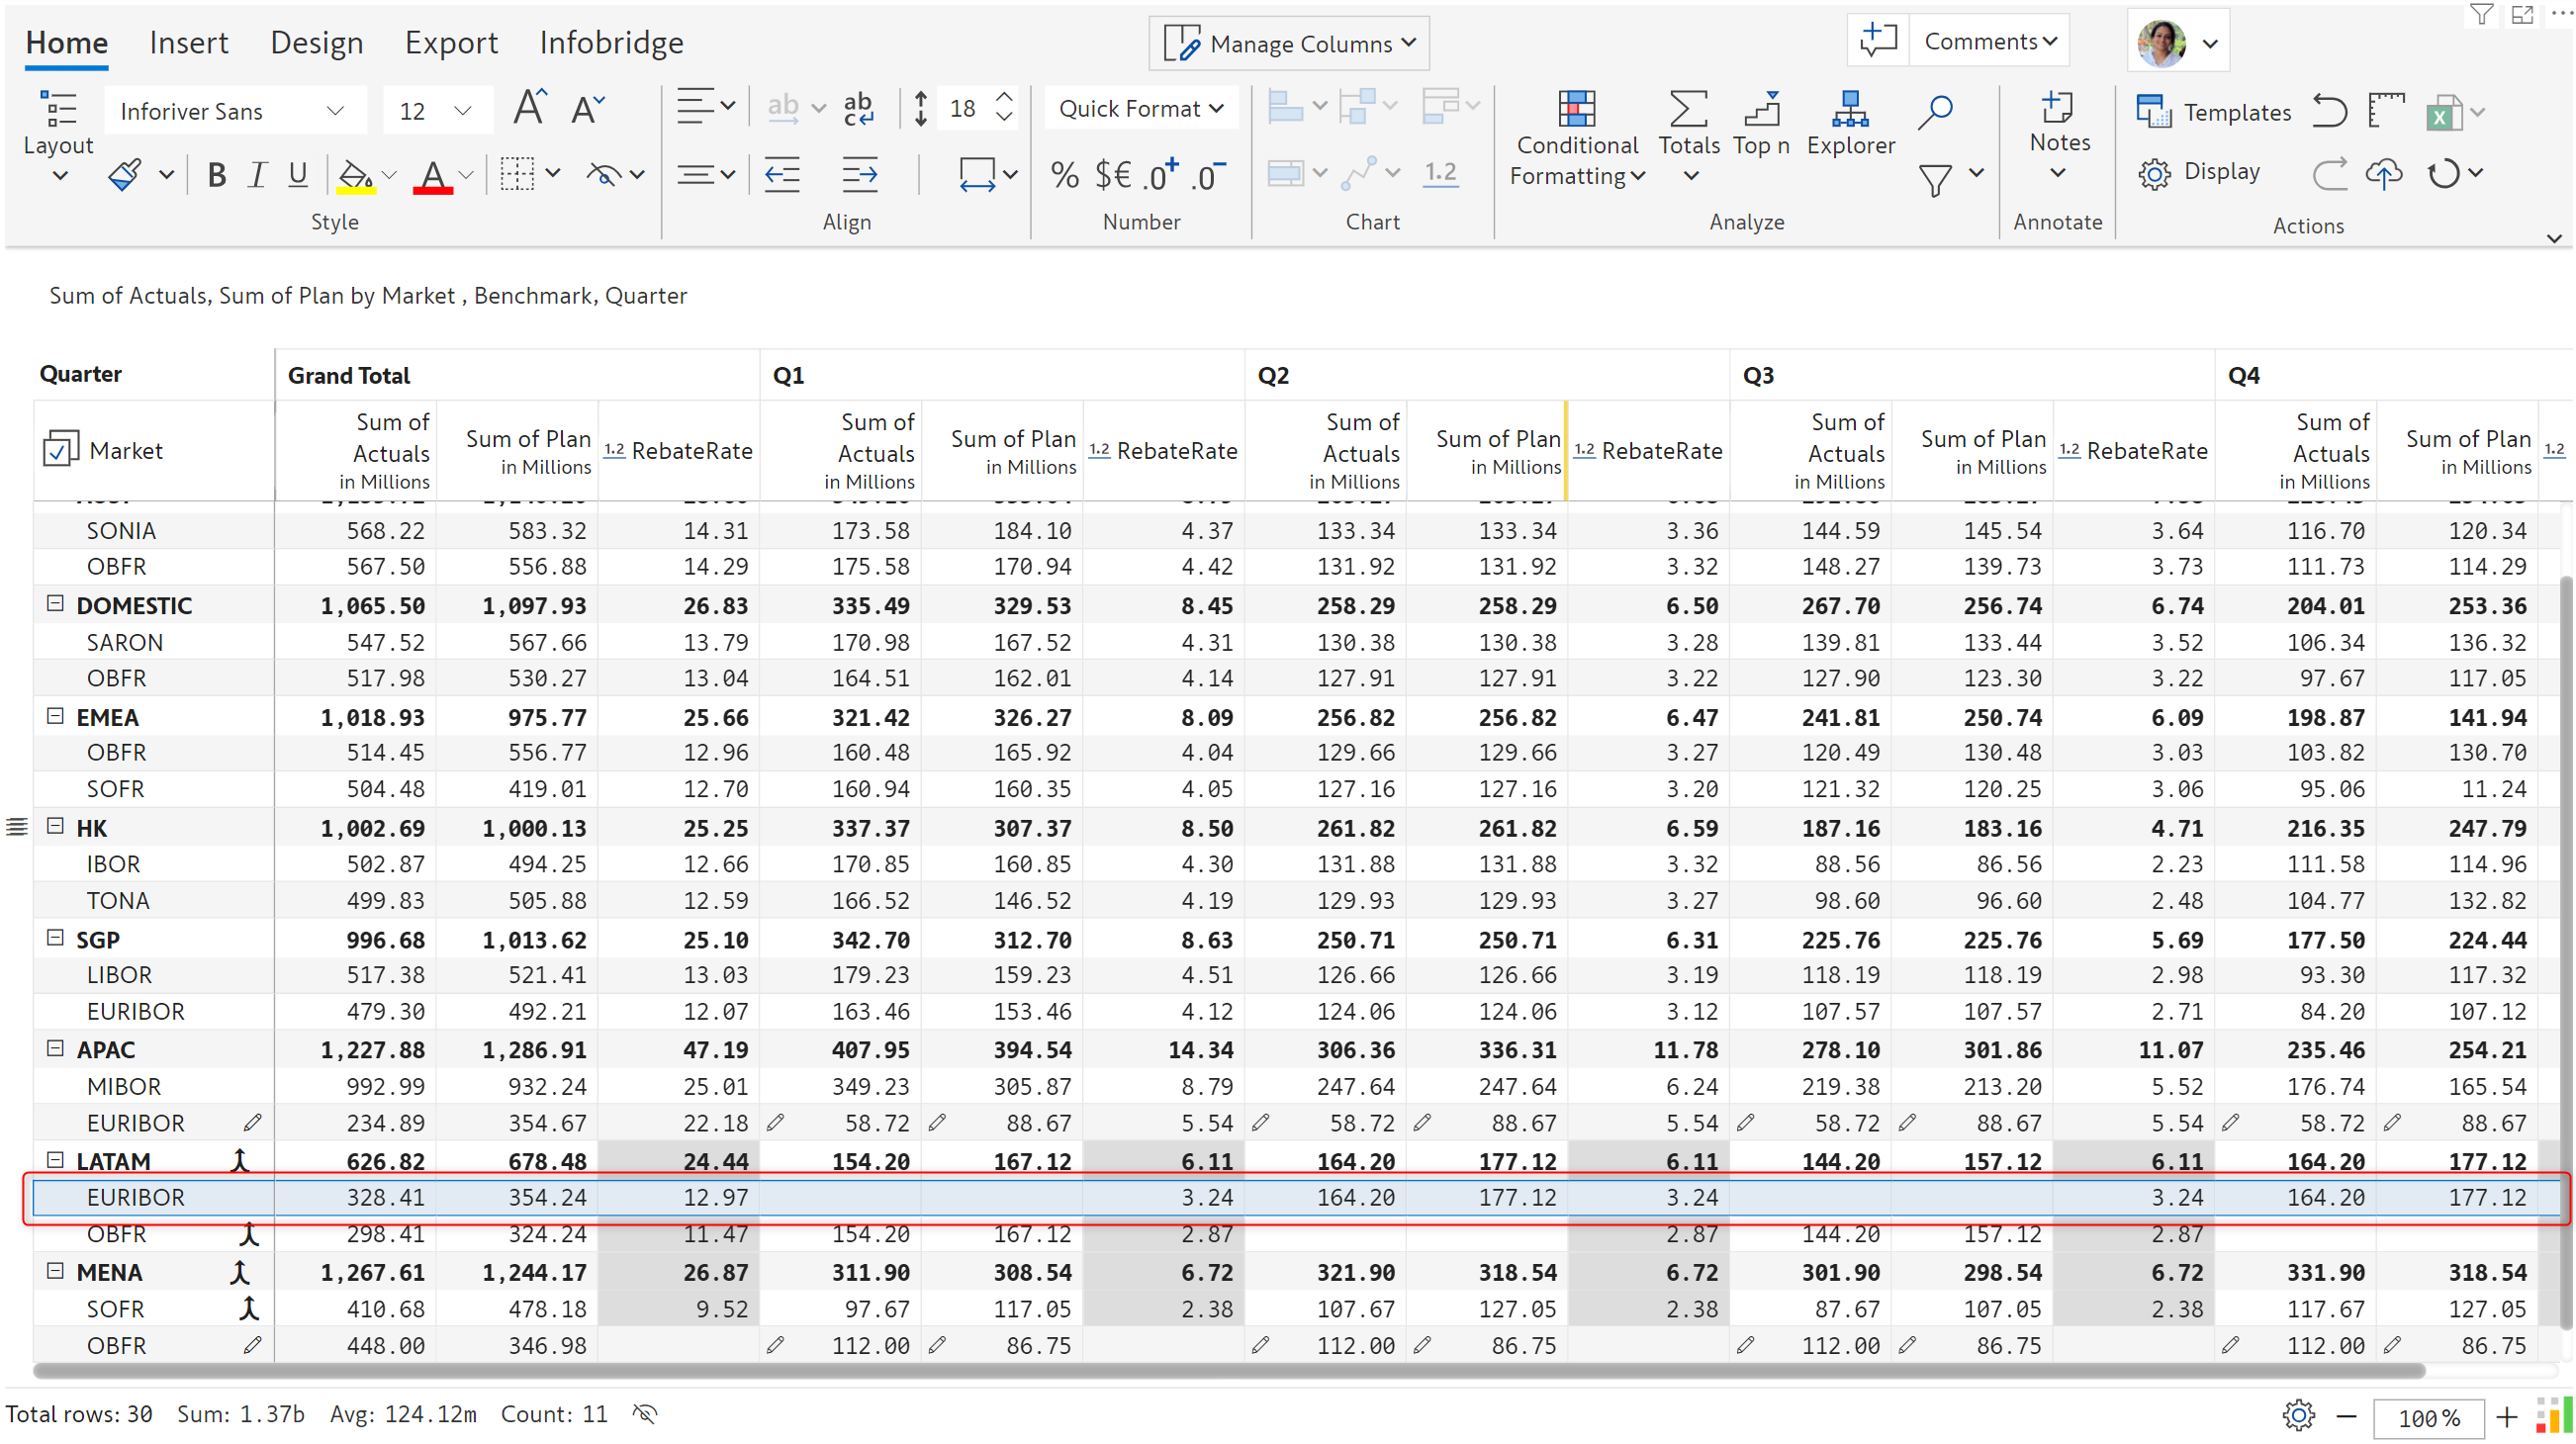 Home Insert Design Export Infobridge Manage Columns Comments
Inforiver Sans 12 ab ab c 18 Quick Format
Layout Conditional Formatting Totals Top n Explorer Notes Templates
B I U A % $€ .0+ .0- 1.2 Display
Style Align Number Chart Analyze Annotate Actions
Sum of Actuals, Sum of Plan by Market , Benchmark, Quarter
Quarter Grand Total Q1 Q2 Q3 Q4
Market Sum of Actuals in Millions Sum of Plan in Millions 1.2 RebateRate Sum of Actuals in Millions Sum of Plan in Millions 1.2 RebateRate Sum of Actuals in Millions Sum of Plan in Millions 1.2 RebateRate Sum of Actuals in Millions Sum of Plan in Millions 1.2 RebateRate Sum of Actuals in Millions Sum of Plan in Millions 1.2
SONIA 568.22 583.32 14.31 173.58 184.10 4.37 133.34 133.34 3.36 144.59 145.54 3.64 116.70 120.34
OBFR 567.50 556.88 14.29 175.58 170.94 4.42 131.92 131.92 3.32 148.27 139.73 3.73 111.73 114.29
DOMESTIC 1,065.50 1,097.93 26.83 335.49 329.53 8.45 258.29 258.29 6.50 267.70 256.74 6.74 204.01 253.36
SARON 547.52 567.66 13.79 170.98 167.52 4.31 130.38 130.38 3.28 139.81 133.44 3.52 106.34 136.32
OBFR 517.98 530.27 13.04 164.51 162.01 4.14 127.91 127.91 3.22 127.90 123.30 3.22 97.67 117.05
EMEA 1,018.93 975.77 25.66 321.42 326.27 8.09 256.82 256.82 6.47 241.81 250.74 6.09 198.87 141.94
OBFR 514.45 556.77 12.96 160.48 165.92 4.04 129.66 129.66 3.27 120.49 130.48 3.03 103.82 130.70
SOFR 504.48 419.01 12.70 160.94 160.35 4.05 127.16 127.16 3.20 121.32 120.25 3.06 95.06 11.24
HK 1,002.69 1,000.13 25.25 337.37 307.37 8.50 261.82 261.82 6.59 187.16 183.16 4.71 216.35 247.79
IBOR 502.87 494.25 12.66 170.85 160.85 4.30 131.88 131.88 3.32 88.56 86.56 2.23 111.58 114.96
TONA 499.83 505.88 12.59 166.52 146.52 4.19 129.93 129.93 3.27 98.60 96.60 2.48 104.77 132.82
SGP 996.68 1,013.62 25.10 342.70 312.70 8.63 250.71 250.71 6.31 225.76 225.76 5.69 177.50 224.44
LIBOR 517.38 521.41 13.03 179.23 159.23 4.51 126.66 126.66 3.19 118.19 118.19 2.98 93.30 117.32
EURIBOR 479.30 492.21 12.07 163.46 153.46 4.12 124.06 124.06 3.12 107.57 107.57 2.71 84.20 107.12
APAC 1,227.88 1,286.91 47.19 407.95 394.54 14.34 306.36 336.31 11.78 278.10 301.86 11.07 235.46 254.21
MIBOR 992.99 932.24 25.01 349.23 305.87 8.79 247.64 247.64 6.24 219.38 213.20 5.52 176.74 165.54
EURIBOR 234.89 354.67 22.18 58.72 88.67 5.54 58.72 88.67 5.54 58.72 88.67 5.54 58.72 88.67
LATAM 626.82 678.48 24.44 154.20 167.12 6.11 164.20 177.12 6.11 144.20 157.12 6.11 164.20 177.12
EURIBOR 328.41 354.24 12.97 3.24 164.20 177.12 3.24 3.24 164.20 177.12
OBFR 298.41 324.24 11.47 154.20 167.12 2.87 2.87 144.20 157.12 2.87
MENA 1,267.61 1,244.17 26.87 311.90 308.54 6.72 321.90 318.54 6.72 301.90 298.54 6.72 331.90 318.54
SOFR 410.68 478.18 9.52 97.67 117.05 2.38 107.67 127.05 2.38 87.67 107.05 2.38 117.67 127.05
OBFR 448.00 346.98 112.00 86.75 112.00 86.75 112.00 86.75 112.00 86.75
Total rows: 30 Sum: 1.37b Avg: 124.12m Count: 11 100 %